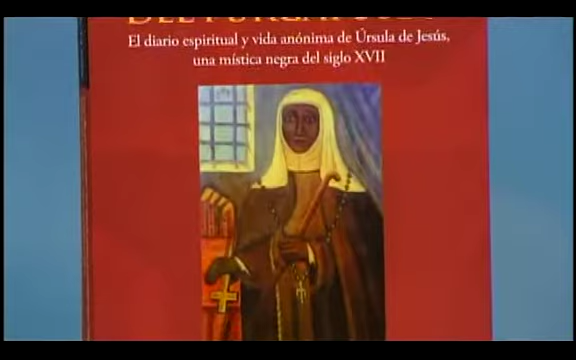 El diario espiritual y vida anónima de Úrsula de Jesús,
una mística negra del siglo XVII